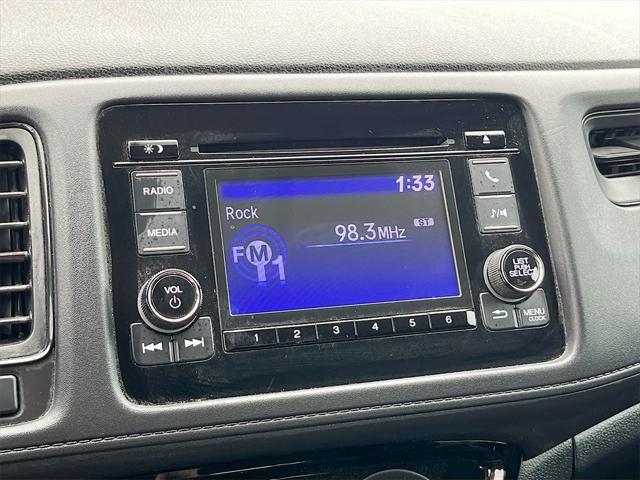 1:33
RADIO
Rock
ST
98.3MHz
MEDIA
FM1
VOL
LIST
PUSH
SELECT
MENU
CLOCK
1 2 3 4 5 6